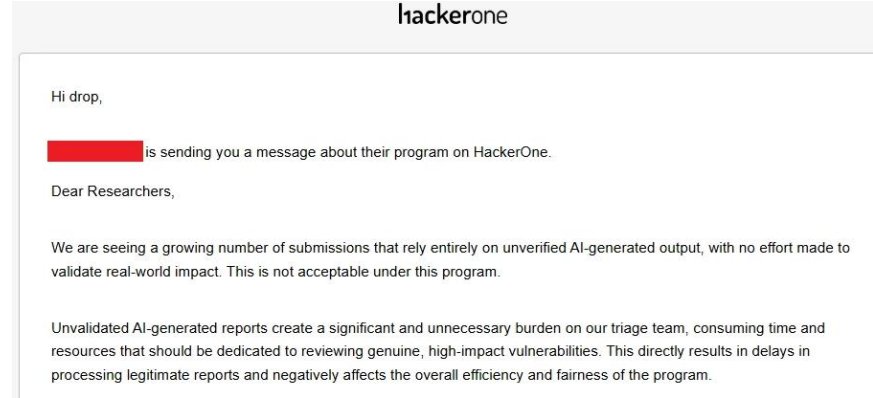 hackerone
Hi drop,
is sending you a message about their program on HackerOne.
Dear Researchers,
We are seeing a growing number of submissions that rely entirely on unverified AI-generated output, with no effort made to
validate real-world impact. This is not acceptable under this program.
Unvalidated AI-generated reports create a significant and unnecessary burden on our triage team, consuming time and
resources that should be dedicated to reviewing genuine, high-impact vulnerabilities. This directly results in delays in
processing legitimate reports and negatively affects the overall efficiency and fairness of the program.